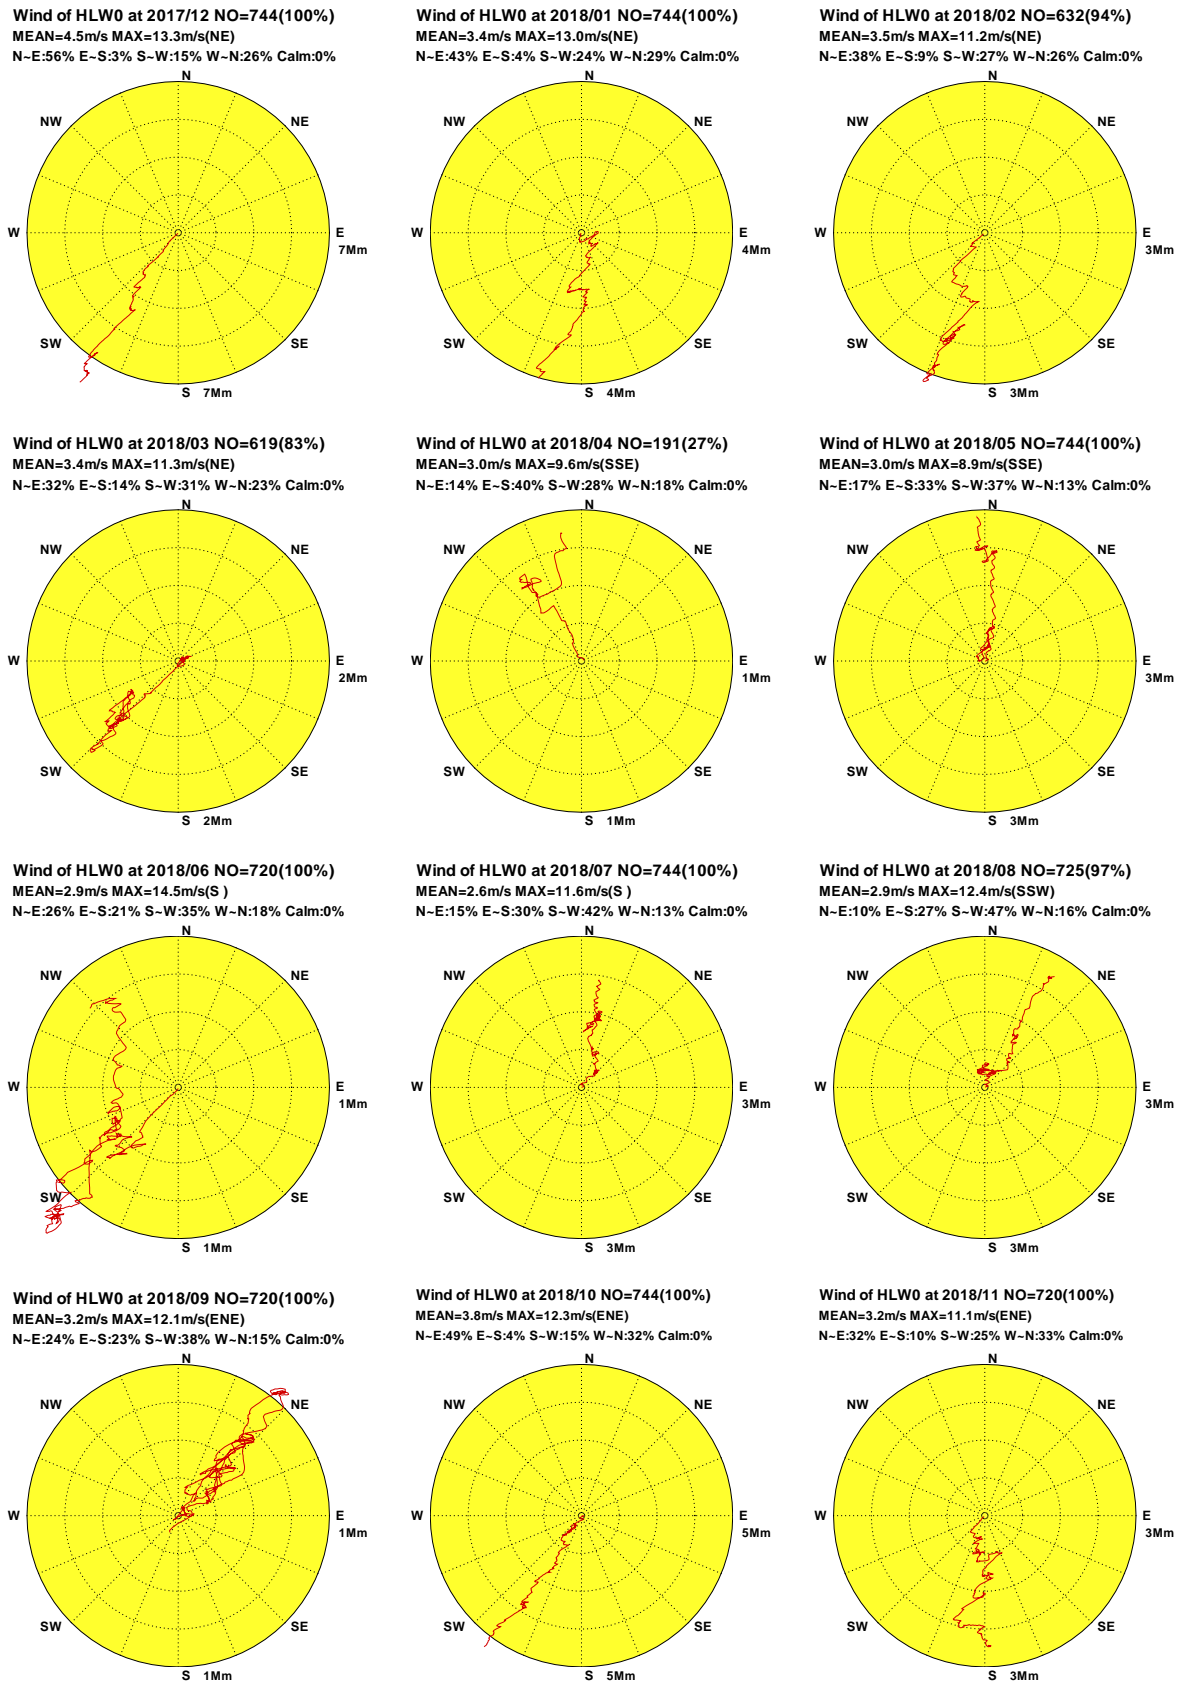 Wind of HLW0 at 2017/12 NO=744(100%)
MEAN=4.5m/s MAX=13.3m/s(NE)
N~E:56% E~S:3% S~W:15% W~N:26% Calm:0%
N
NW
NE
W
E
7Mm
SW
SE
S 7Mm
Wind of HLW0 at 2018/01 NO=744(100%)
MEAN=3.4m/s MAX=13.0m/s(NE)
N~E:43% E~S:4% S~W:24% W~N:29% Calm:0%
N
NW
NE
W
E
4Mm
SW
SE
S 4Mm
Wind of HLW0 at 2018/02 NO=632(94%)
MEAN=3.5m/s MAX=11.2m/s(NE)
N~E:38% E~S:9% S~W:27% W~N:26% Calm:0%
N
NW
NE
W
E
3Mm
SW
SE
S 3Mm
Wind of HLW0 at 2018/03 NO=619(83%)
MEAN=3.4m/s MAX=11.3m/s(NE)
N~E:32% E~S:14% S~W:31% W~N:23% Calm:0%
N
NW
NE
W
E
2Mm
SW
SE
S 2Mm
Wind of HLW0 at 2018/04 NO=191(27%)
MEAN=3.0m/s MAX=9.6m/s(SSE)
N~E:14% E~S:40% S~W:28% W~N:18% Calm:0%
N
NW
NE
W
E
1Mm
SW
SE
S 1Mm
Wind of HLW0 at 2018/05 NO=744(100%)
MEAN=3.0m/s MAX=8.9m/s(SSE)
N~E:17% E~S:33% S~W:37% W~N:13% Calm:0%
N
NW
NE
W
E
3Mm
SW
SE
S 3Mm
Wind of HLW0 at 2018/06 NO=720(100%)
MEAN=2.9m/s MAX=14.5m/s(S )
N~E:26% E~S:21% S~W:35% W~N:18% Calm:0%
N
NW
NE
W
E
1Mm
SW
SE
S 1Mm
Wind of HLW0 at 2018/07 NO=744(100%)
MEAN=2.6m/s MAX=11.6m/s(S )
N~E:15% E~S:30% S~W:42% W~N:13% Calm:0%
N
NW
NE
W
E
3Mm
SW
SE
S 3Mm
Wind of HLW0 at 2018/08 NO=725(97%)
MEAN=2.9m/s MAX=12.4m/s(SSW)
N~E:10% E~S:27% S~W:47% W~N:16% Calm:0%
N
NW
NE
W
E
3Mm
SW
SE
S 3Mm
Wind of HLW0 at 2018/09 NO=720(100%)
MEAN=3.2m/s MAX=12.1m/s(ENE)
N~E:24% E~S:23% S~W:38% W~N:15% Calm:0%
N
NW
NE
W
E
1Mm
SW
SE
S 1Mm
Wind of HLW0 at 2018/10 NO=744(100%)
MEAN=3.8m/s MAX=12.3m/s(ENE)
N~E:49% E~S:4% S~W:15% W~N:32% Calm:0%
N
NW
NE
W
E
5Mm
SW
SE
S 5Mm
Wind of HLW0 at 2018/11 NO=720(100%)
MEAN=3.2m/s MAX=11.1m/s(ENE)
N~E:32% E~S:10% S~W:25% W~N:33% Calm:0%
N
NW
NE
W
E
3Mm
SW
SE
S 3Mm